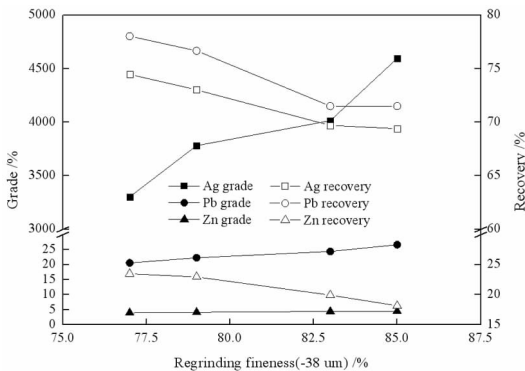 5000
4500
4000
3500
3000
25
20
15
10
5
0
Grade /%
80
75
70
65
60
25
20
15
Recovery /%
Ag grade
Ag recovery
Pb grade
Pb recovery
Zn grade
Zn recovery
75.0 77.5 80.0 82.5 85.0 87.5
Regrinding fineness(-38 um) /%